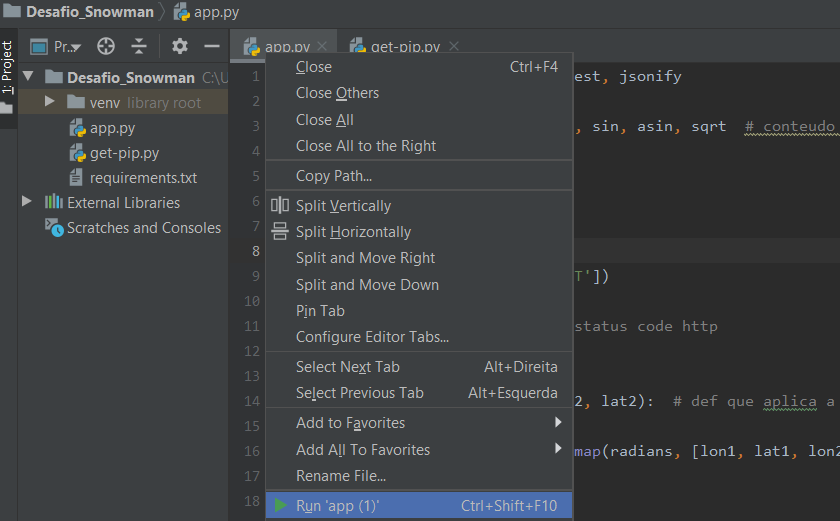 Desafio_Snowman app.py
1: Project
Pr...
app.py
get-pip.py
Desafio_Snowman C:\U
venv library root
app.py
get-pip.py
requirements.txt
External Libraries
Scratches and Consoles
1 est, jsonify
2
3 , sin, asin, sqrt # conteudo
4
5
6
7
8
9 T'])
10
11 status code http
12
13
14 2, lat2): # def que aplica a
15
16 map(radians, [lon1, lat1, lon2
17
18
Close Ctrl+F4
Close Others
Close All
Close All to the Right
Copy Path...
Split Vertically
Split Horizontally
Split and Move Right
Split and Move Down
Pin Tab
Configure Editor Tabs...
Select Next Tab Alt+Direita
Select Previous Tab Alt+Esquerda
Add to Favorites
Add All To Favorites
Rename File...
Run 'app (1)' Ctrl+Shift+F10